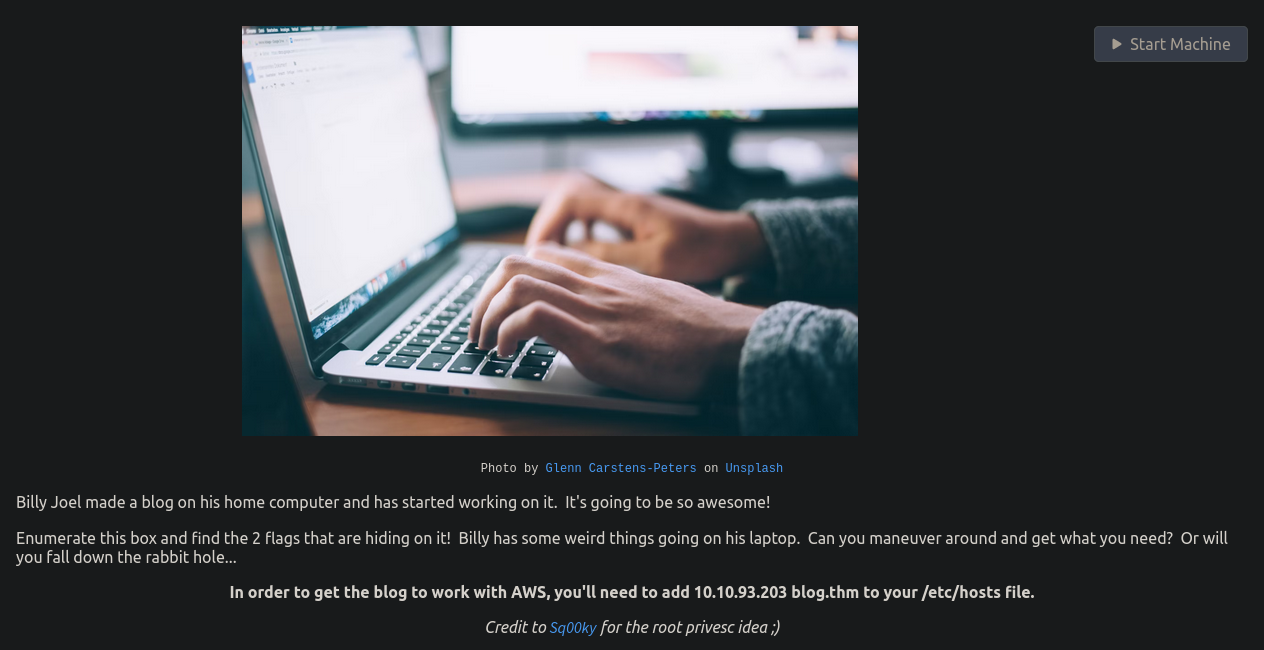 Start Machine
Photo by Glenn Carstens-Peters on Unsplash
Billy Joel made a blog on his home computer and has started working on it.  It's going to be so awesome!
Enumerate this box and find the 2 flags that are hiding on it!  Billy has some weird things going on his laptop.  Can you maneuver around and get what you need?  Or will
you fall down the rabbit hole...
In order to get the blog to work with AWS, you'll need to add 10.10.93.203 blog.thm to your /etc/hosts file.
Credit to Sq00ky for the root privesc idea ;)